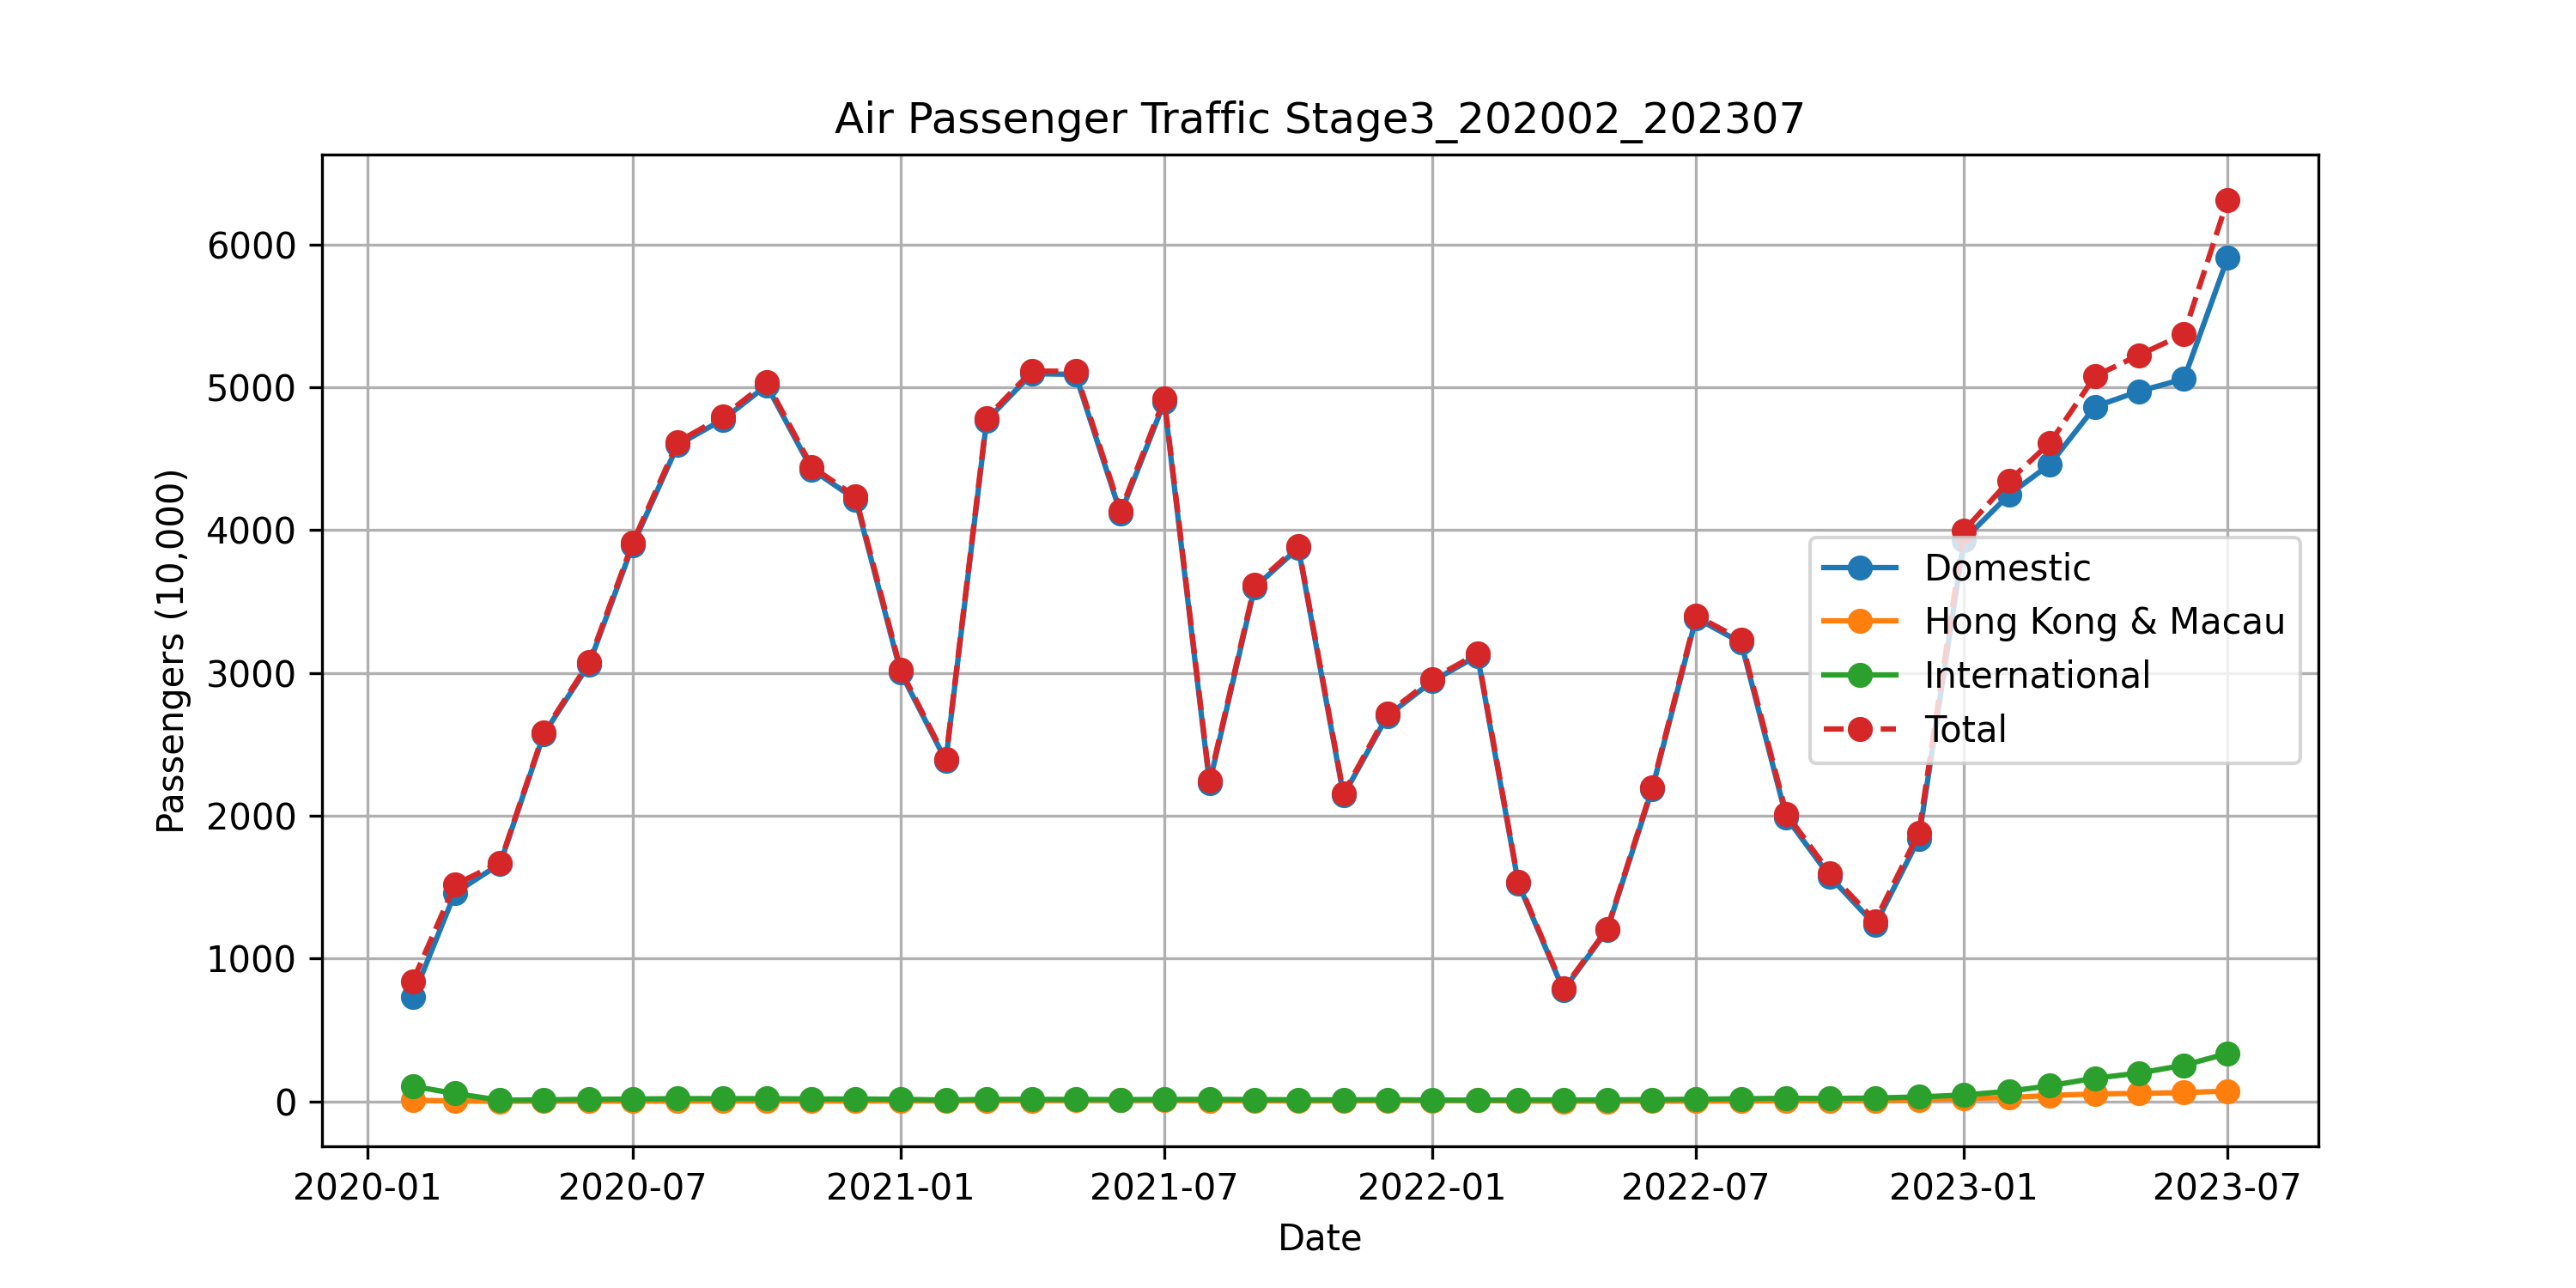 Air Passenger Traffic Stage3_202002_202307
Passengers (10,000)
6000
5000
4000
3000
2000
1000
0
Domestic
Hong Kong & Macau
International
Total
2020-01 2020-07 2021-01 2021-07 2022-01 2022-07 2023-01 2023-07
Date